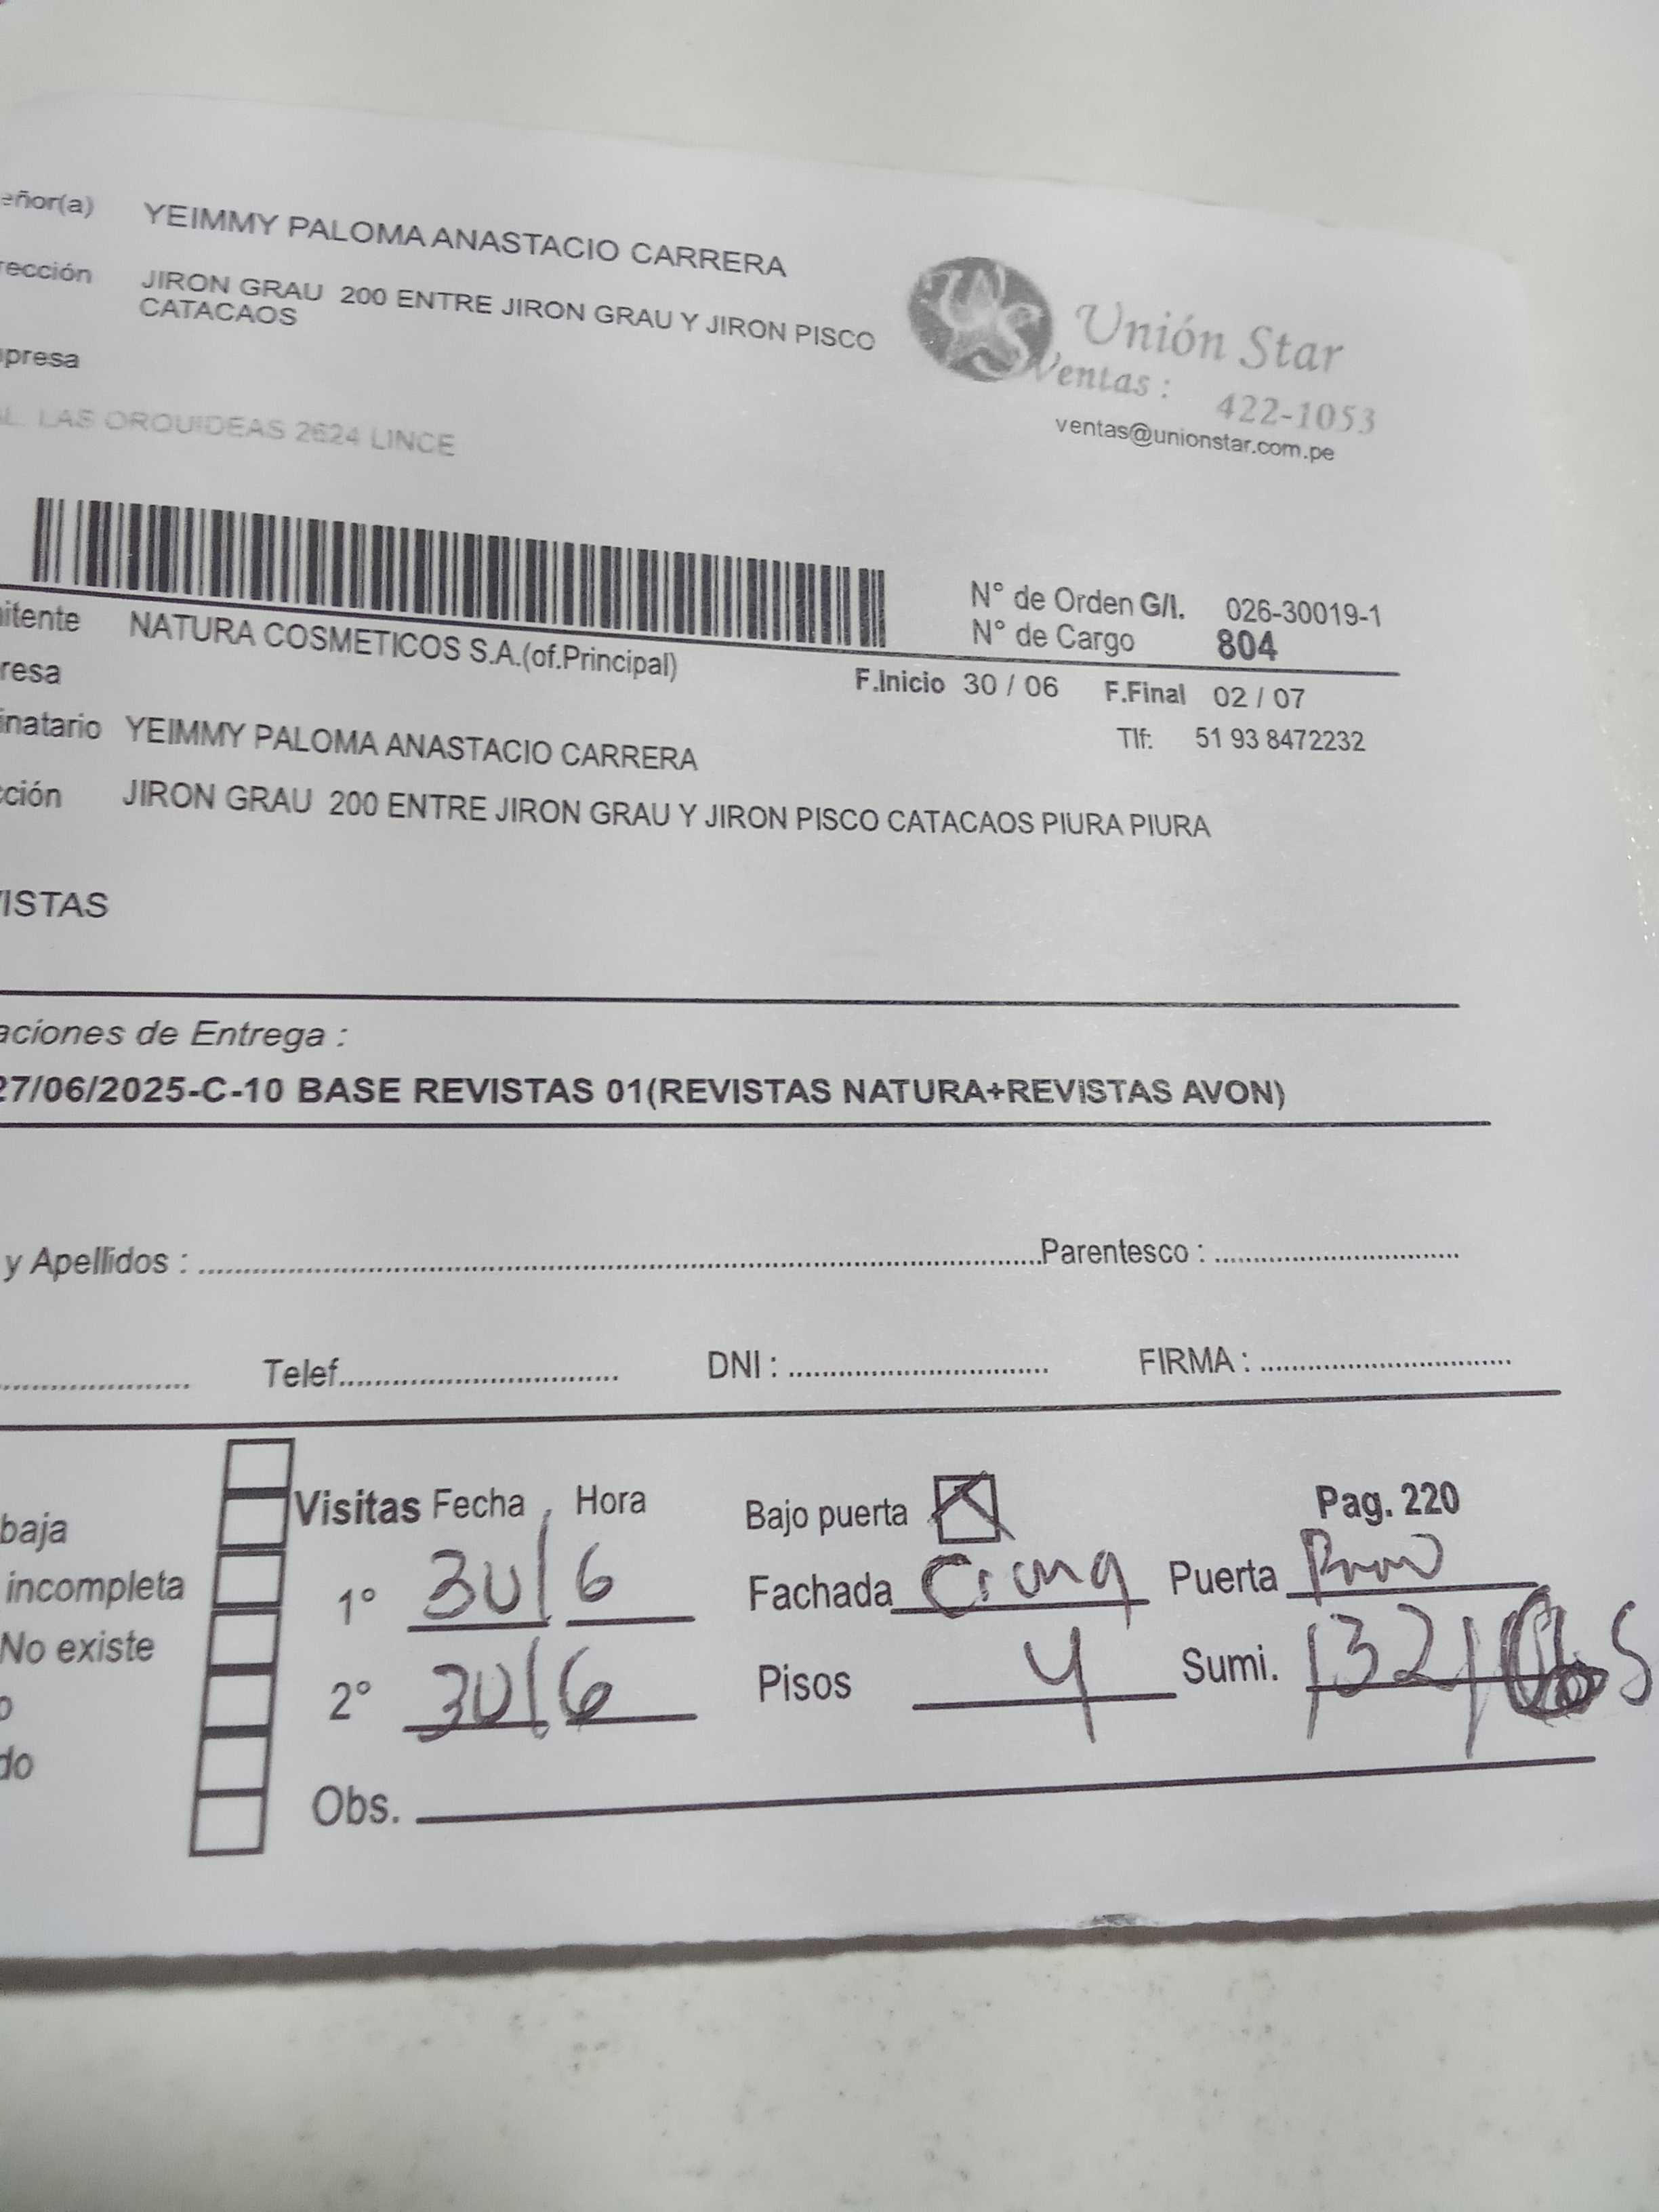 eñor(a) YEIMMY PALOMA ANASTACIO CARRERA
rección JIRON GRAU 200 ENTRE JIRON GRAU Y JIRON PISCO
CATACAOS
presa
AL. LAS ORQUIDEAS 2624 LINCE
Unión Star
Ventas : 422-1053
ventas@unionstar.com.pe
N° de Orden G/I. 026-30019-1
N° de Cargo 804
itente NATURA COSMETICOS S.A.(of.Principal)
resa F.Inicio 30 / 06 F.Final 02 / 07
inatario YEIMMY PALOMA ANASTACIO CARRERA Tlf: 51 93 8472232
ción JIRON GRAU 200 ENTRE JIRON GRAU Y JIRON PISCO CATACAOS PIURA PIURA
ISTAS
aciones de Entrega :
27/06/2025-C-10 BASE REVISTAS 01(REVISTAS NATURA+REVISTAS AVON)
y Apellidos : Parentesco :
Telef. DNI : FIRMA :
Visitas Fecha Hora Bajo puerta Pag. 220
baja
incompleta 1° 30/6 Fachada Puerta
No existe
2° 30/6 Pisos 4 Sumi.
do
Obs.